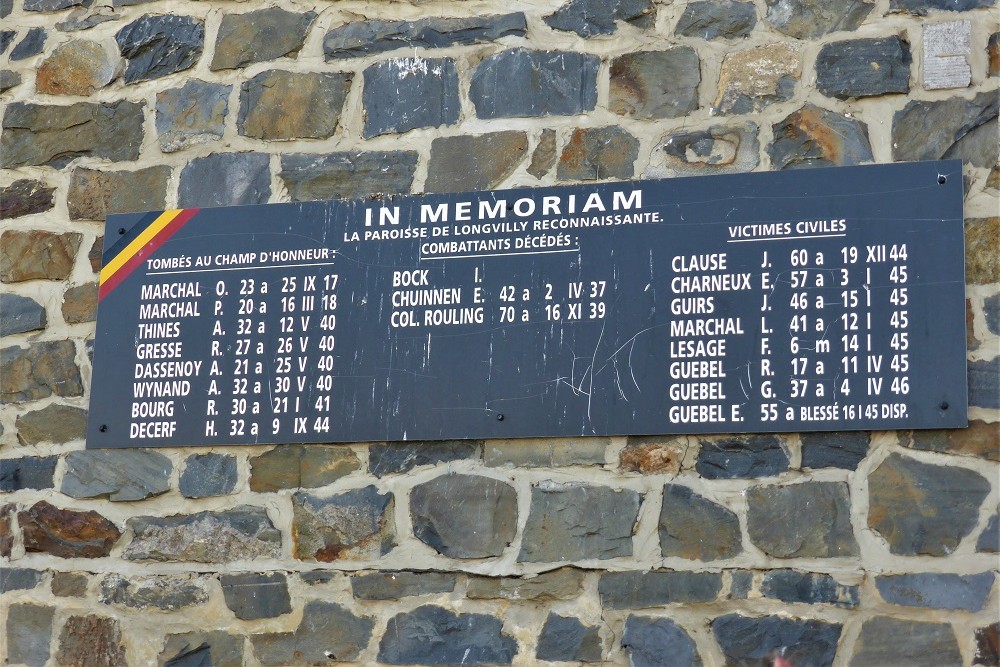 IN MEMORIAM
LA PAROISSE DE LONGVILLY RECONNAISSANTE.
TOMBÉS AU CHAMP D'HONNEUR :
MARCHAL O. 23 a 25 IX 17
MARCHAL P. 20 a 16 III 18
THINES A. 32 a 12 V 40
GRESSE R. 27 a 26 V 40
DASSENOY A. 21 a 25 V 40
WYNAND A. 32 a 30 V 40
BOURG R. 30 a 21 I 41
DECERF H. 32 a 9 IX 44
COMBATTANTS DÉCÉDÉS :
BOCK I.
CHUINNEN E. 42 a 2 IV 37
COL. ROULING 70 a 16 XI 39
VICTIMES CIVILES
CLAUSE J. 60 a 19 XII 44
CHARNEUX E. 57 a 3 I 45
GUIRS J. 46 a 15 I 45
MARCHAL L. 41 a 12 I 45
LESAGE F. 6 m 14 I 45
GUEBEL R. 17 a 11 IV 45
GUEBEL G. 37 a 4 IV 46
GUEBEL E. 55 a BLESSÉ 16 I 45 DISP.